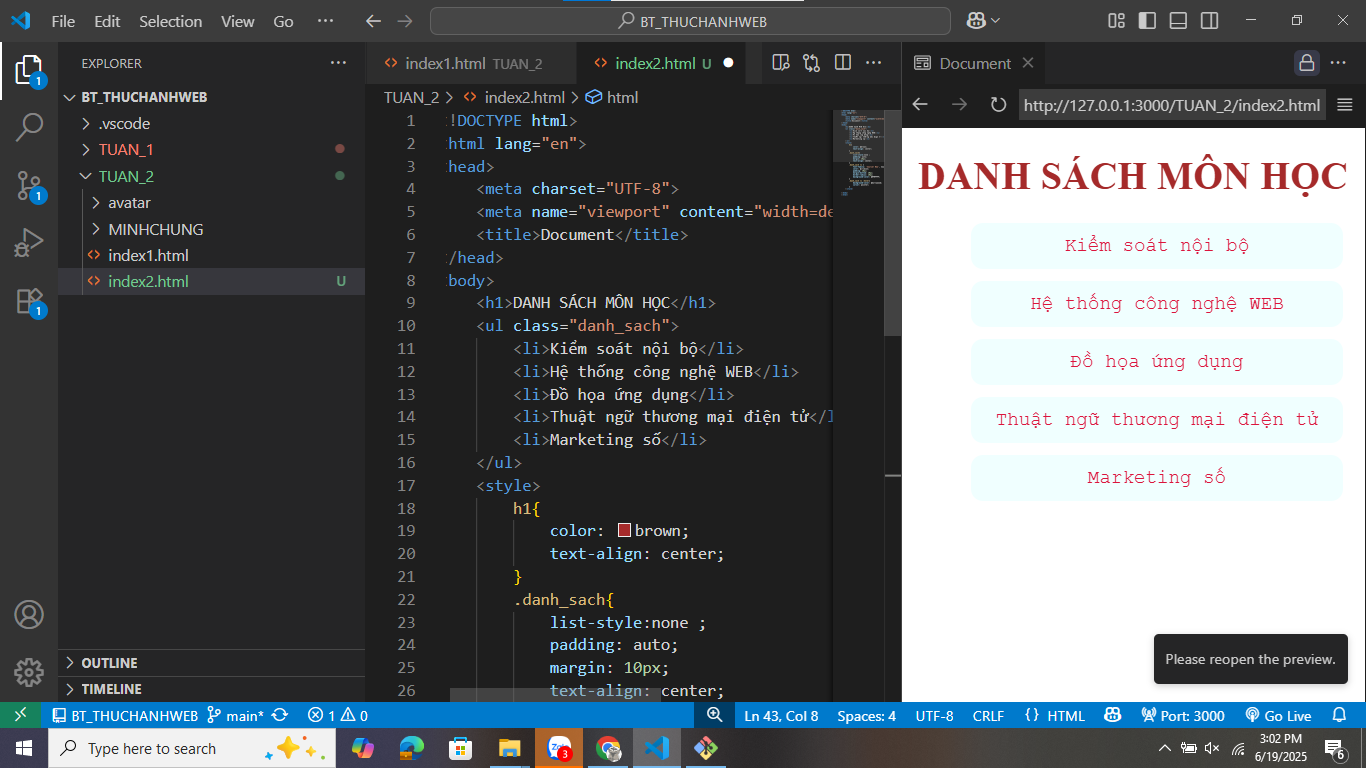 File Edit Selection View Go ··· BT_THUCHANHWEB
EXPLORER ···
BT_THUCHANHWEB
.vscode
TUAN_1
TUAN_2
avatar
MINHCHUNG
index1.html
index2.html U
OUTLINE
TIMELINE
1
1
1
index1.html TUAN_2 index2.html U
TUAN_2 > index2.html > html
1 !DOCTYPE html>
2 html lang="en">
3 head>
4 <meta charset="UTF-8">
5 <meta name="viewport" content="width=de
6 <title>Document</title>
7 /head>
8 body>
9 <h1>DANH SÁCH MÔN HỌC</h1>
10 <ul class="danh_sach">
11 <li>Kiểm soát nội bộ</li>
12 <li>Hệ thống công nghệ WEB</li>
13 <li>Đồ họa ứng dụng</li>
14 <li>Thuật ngữ thương mại điện tử</l
15 <li>Marketing số</li>
16 </ul>
17 <style>
18 h1{
19 color: brown;
20 text-align: center;
21 }
22 .danh_sach{
23 list-style:none ;
24 padding: auto;
25 margin: 10px;
26 text-align: center;
Document
http://127.0.0.1:3000/TUAN_2/index2.html
DANH SÁCH MÔN HỌC
Kiểm soát nội bộ
Hệ thống công nghệ WEB
Đồ họa ứng dụng
Thuật ngữ thương mại điện tử
Marketing số
Please reopen the preview.
BT_THUCHANHWEB main* 1 0 Ln 43, Col 8 Spaces: 4 UTF-8 CRLF {} HTML Port: 3000 Go Live
Type here to search
Zalo
3
3:02 PM
6/19/2025
6